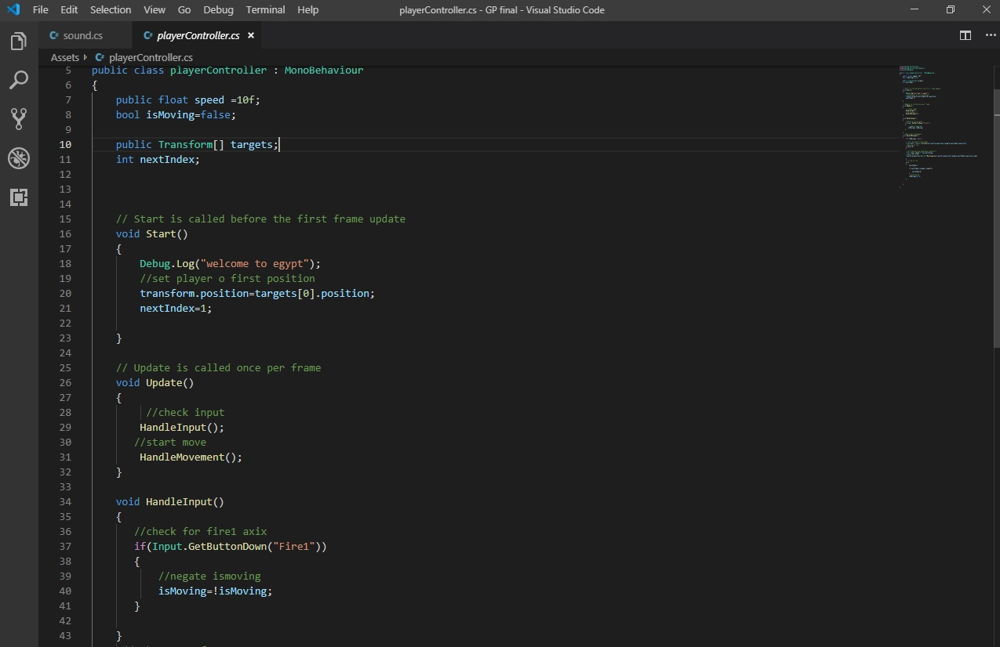 File Edit Selection View Go Debug Terminal Help playerController.cs - GP final - Visual Studio Code
sound.cs playerController.cs
Assets playerController.cs
5 public class playerController : MonoBehaviour
6 {
7 public float speed =10f;
8 bool isMoving=false;
9
10 public Transform[] targets;
11 int nextIndex;
12
13
14
15 // Start is called before the first frame update
16 void Start()
17 {
18 Debug.Log("welcome to egypt");
19 //set player o first position
20 transform.position=targets[0].position;
21 nextIndex=1;
22
23 }
24
25 // Update is called once per frame
26 void Update()
27 {
28 //check input
29 HandleInput();
30 //start move
31 HandleMovement();
32 }
33
34 void HandleInput()
35 {
36 //check for fire1 axix
37 if(Input.GetButtonDown("Fire1"))
38 {
39 //negate ismoving
40 isMoving=!isMoving;
41 }
42
43 }